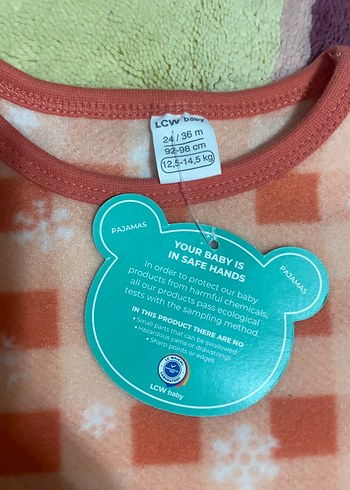 LCW baby
24 / 36 m
92-98 cm
12,5-14,5 kg
PAJAMAS
PAJAMAS
YOUR BABY IS
IN SAFE HANDS
In order to protect our baby
products from harmful chemicals,
all our products pass ecological
tests with the sampling method.
IN THIS PRODUCT THERE ARE NO
• Small parts that can be swallowed
• Hazardous yarns or drawstrings
• Sharp points or edges
LCW baby